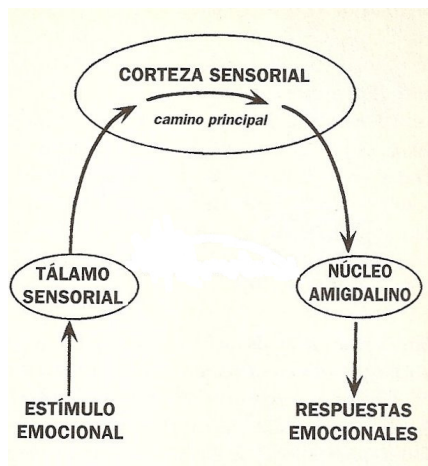 CORTEZA SENSORIAL
camino principal
TÁLAMO
SENSORIAL
NÚCLEO
AMIGDALINO
ESTÍMULO
EMOCIONAL
RESPUESTAS
EMOCIONALES